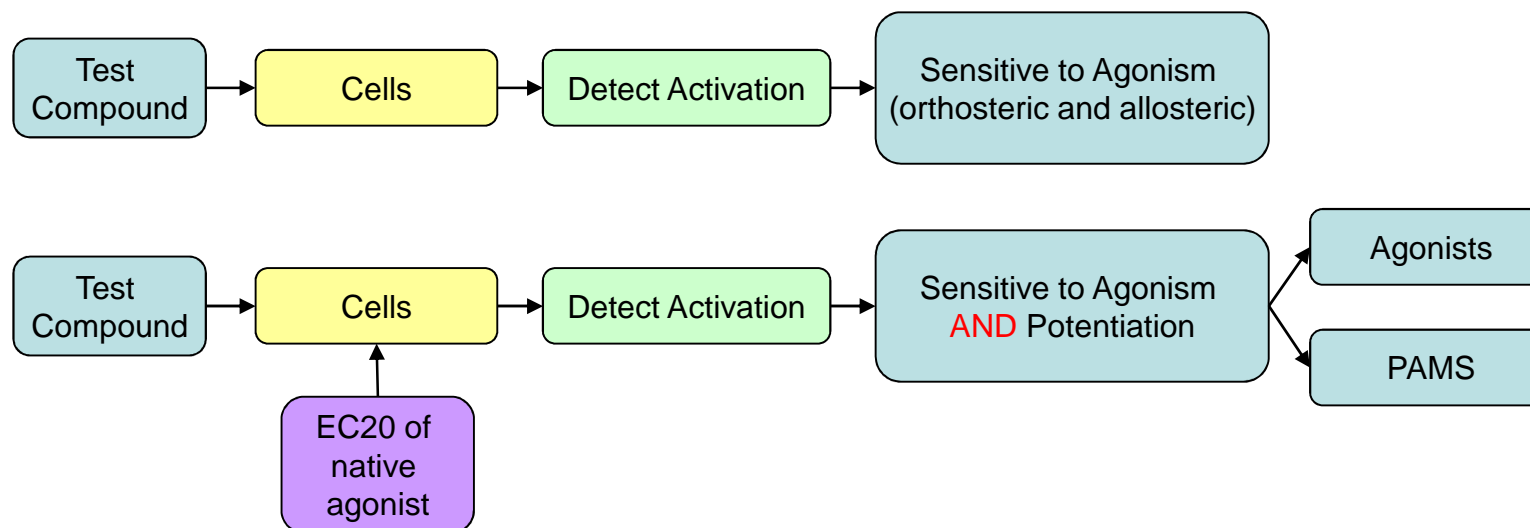 Test
Compound
Cells
Detect Activation
Sensitive to Agonism
(orthosteric and allosteric)
Test
Compound
Cells
Detect Activation
Sensitive to Agonism
AND Potentiation
Agonists
PAMS
EC20 of
native
agonist